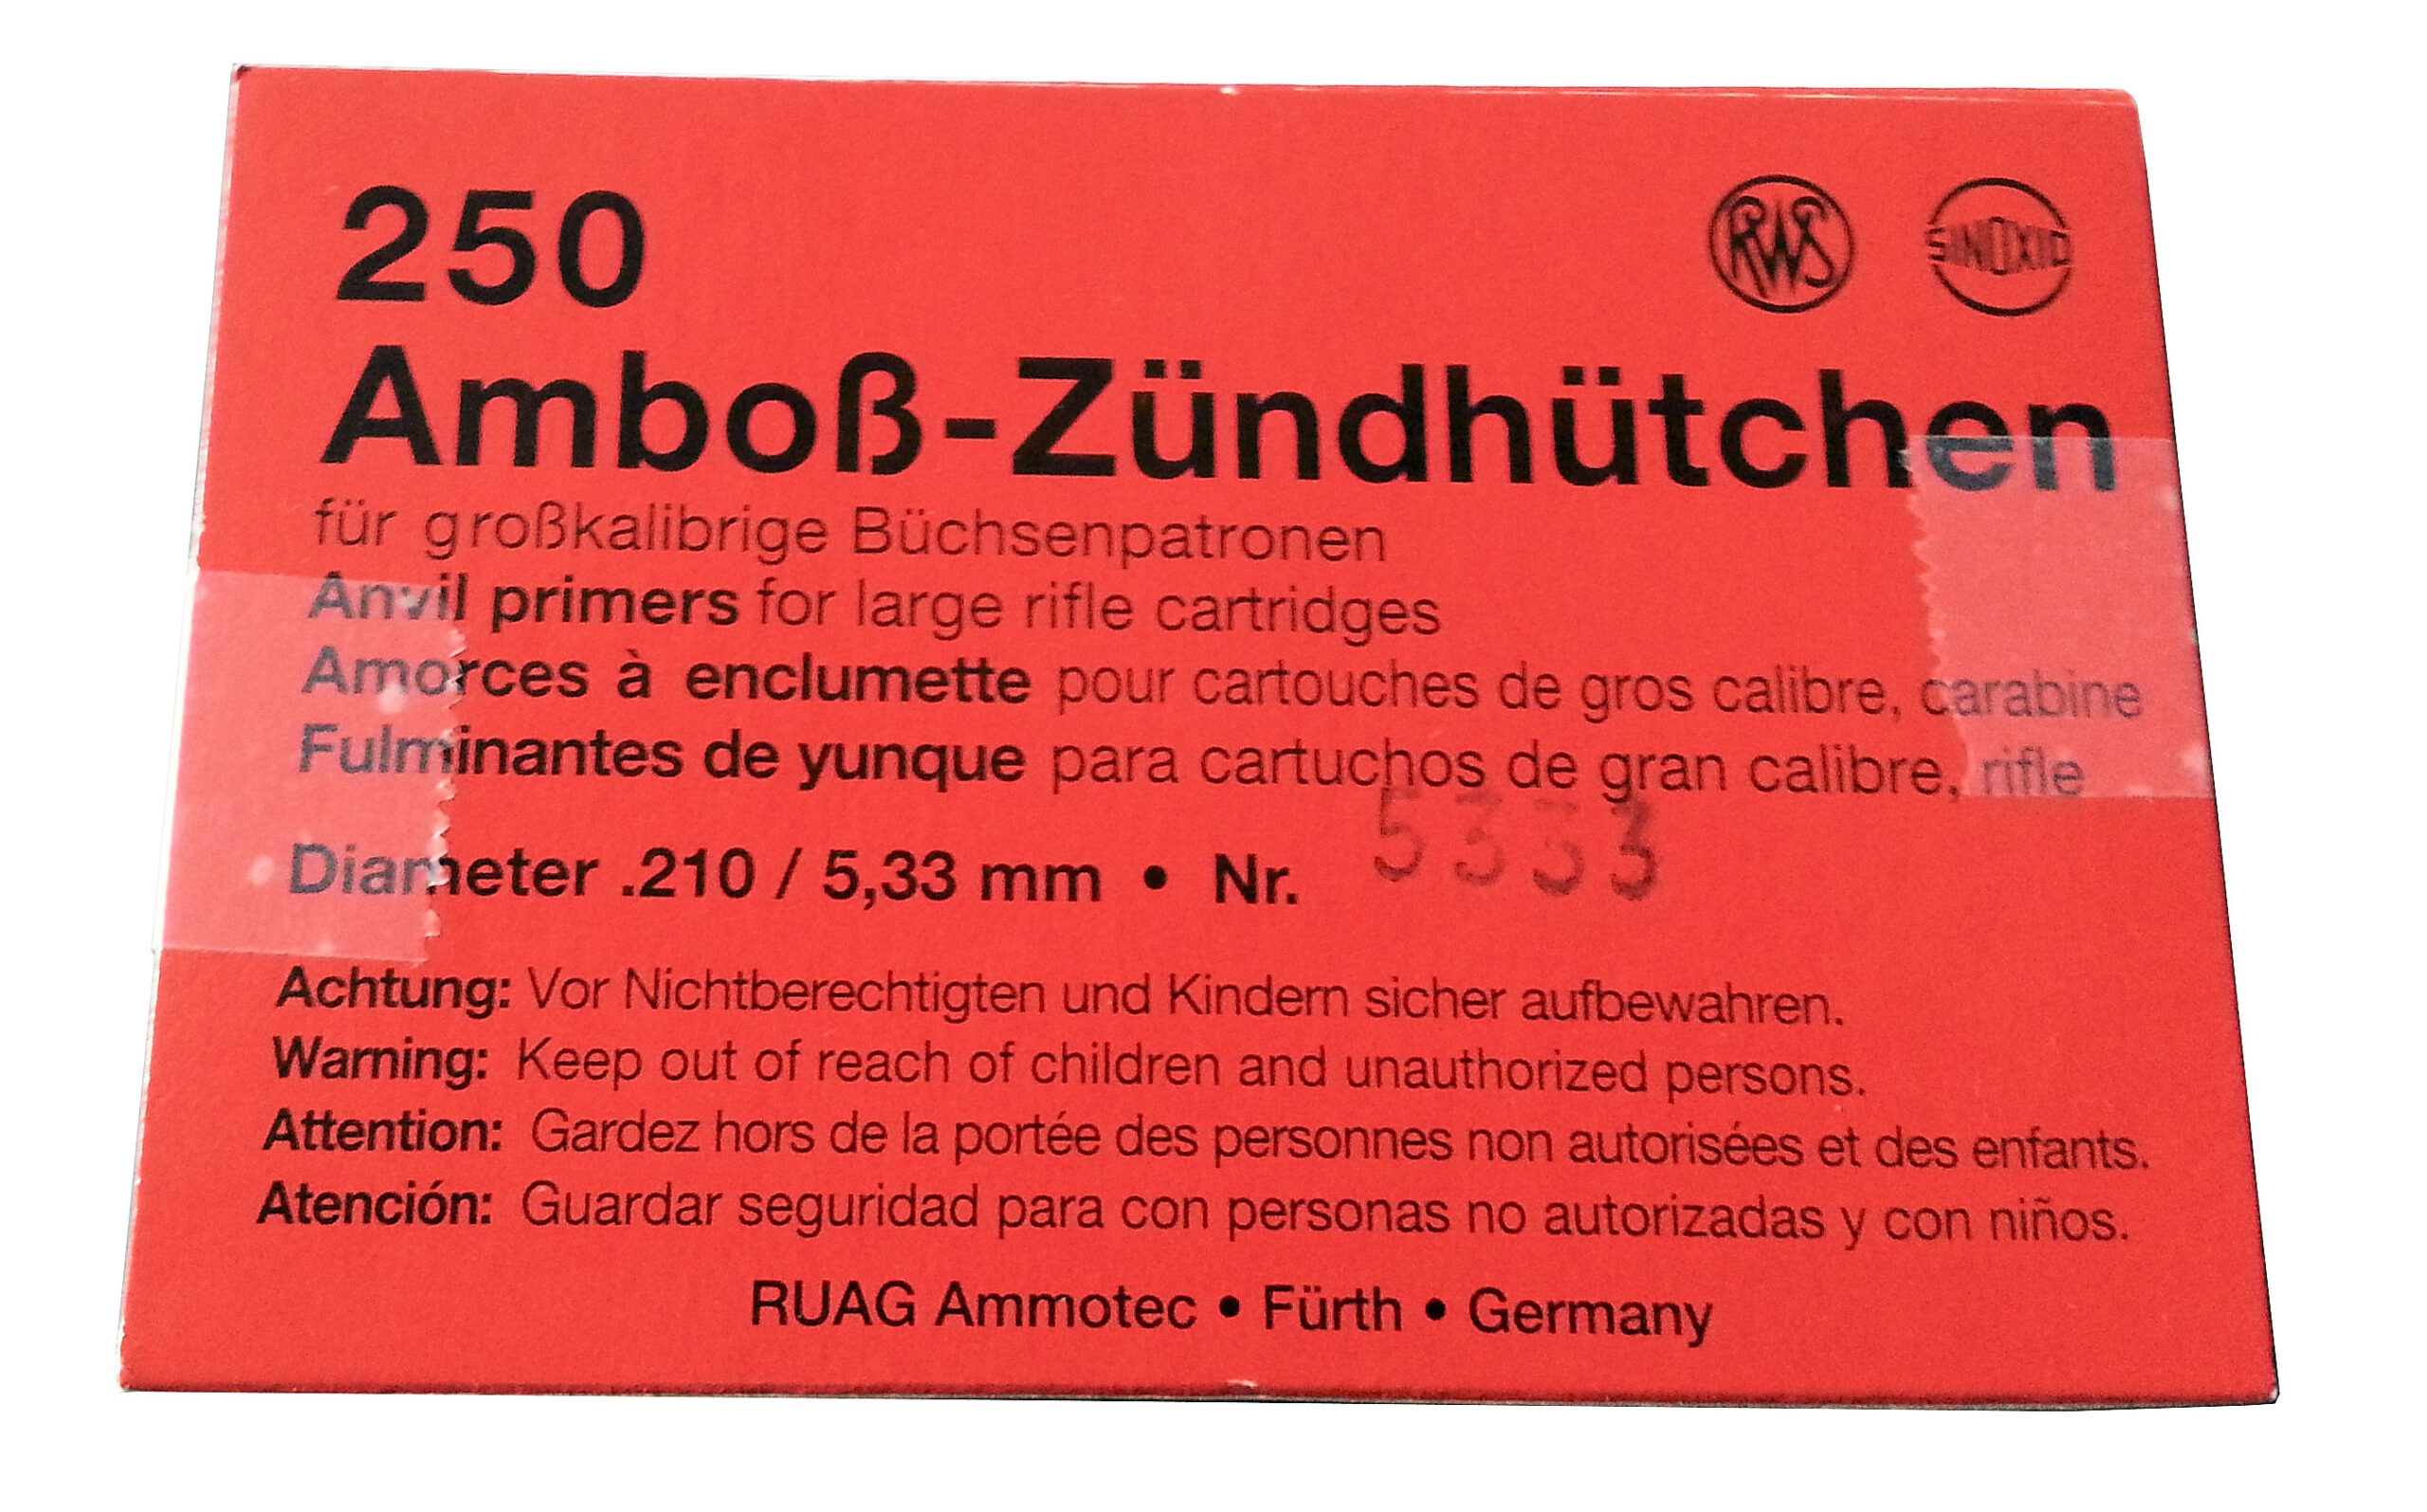 250
RWS SINOXID
Amboß-Zündhütchen
für großkalibrige Büchsenpatronen
Anvil primers for large rifle cartridges
Amorces à enclumette pour cartouches de gros calibre, carabine
Fulminantes de yunque para cartuchos de gran calibre, rifle
Diameter .210 / 5,33 mm • Nr. 5333
Achtung: Vor Nichtberechtigten und Kindern sicher aufbewahren.
Warning: Keep out of reach of children and unauthorized persons.
Attention: Gardez hors de la portée des personnes non autorisées et des enfants.
Atención: Guardar seguridad para con personas no autorizadas y con niños.
RUAG Ammotec • Fürth • Germany